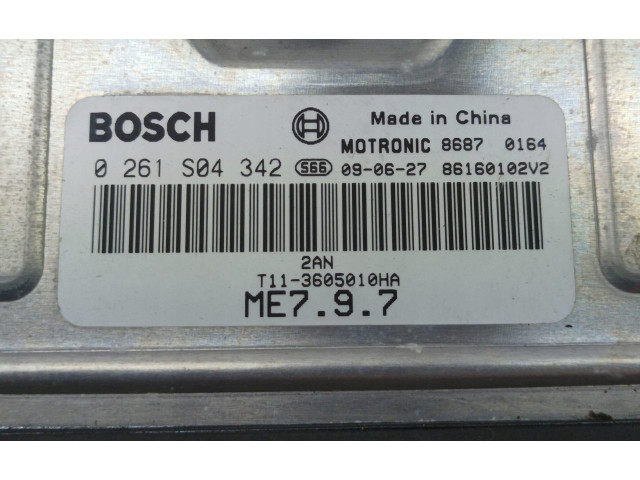 BOSCH Made in China
MOTRONIC 8687 0164
0 261 S04 342 S66 09-06-27 86160102V2
2AN
T11-3605010HA
ME7.9.7